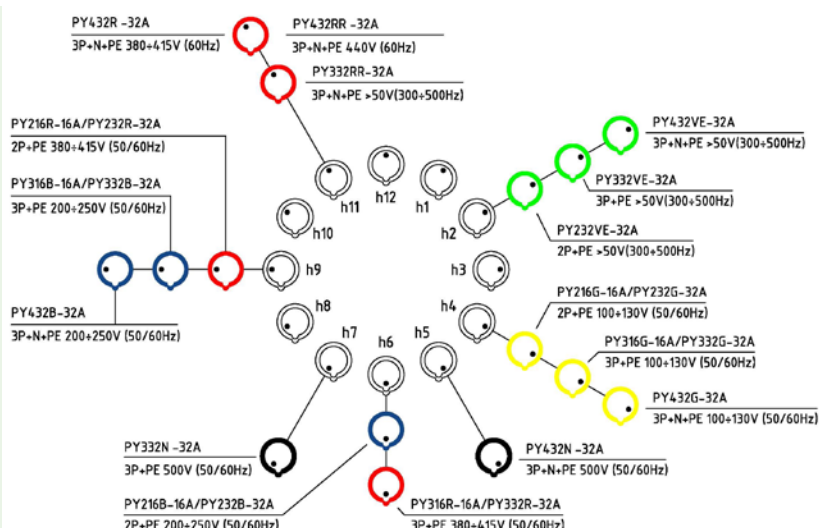 PY432R -32A
3P+N+PE 380÷415V (60Hz)
PY432RR -32A
3P+N+PE 440V (60Hz)
PY332RR-32A
3P+N+PE >50V(300÷500Hz)
PY216R-16A/PY232R-32A
2P+PE 380÷415V (50/60Hz)
PY316B-16A/PY332B-32A
3P+PE 200÷250V (50/60Hz)
PY432B-32A
3P+N+PE 200÷250V (50/60Hz)
PY432VE-32A
3P+N+PE >50V(300÷500Hz)
PY332VE-32A
3P+PE >50V(300÷500Hz)
PY232VE-32A
2P+PE >50V(300÷500Hz)
h11
h12
h1
h10
h2
h9
h3
h8
h4
h7
h6
h5
PY216G-16A/PY232G-32A
2P+PE 100÷130V (50/60Hz)
PY316G-16A/PY332G-32A
3P+PE 100÷130V (50/60Hz)
PY432G-32A
3P+N+PE 100÷130V (50/60Hz)
PY332N -32A
3P+PE 500V (50/60Hz)
PY432N -32A
3P+N+PE 500V (50/60Hz)
PY216B-16A/PY232B-32A
2P+PE 200÷250V (50/60Hz)
PY316R-16A/PY332R-32A
3P+PE 380÷415V (50/60Hz)